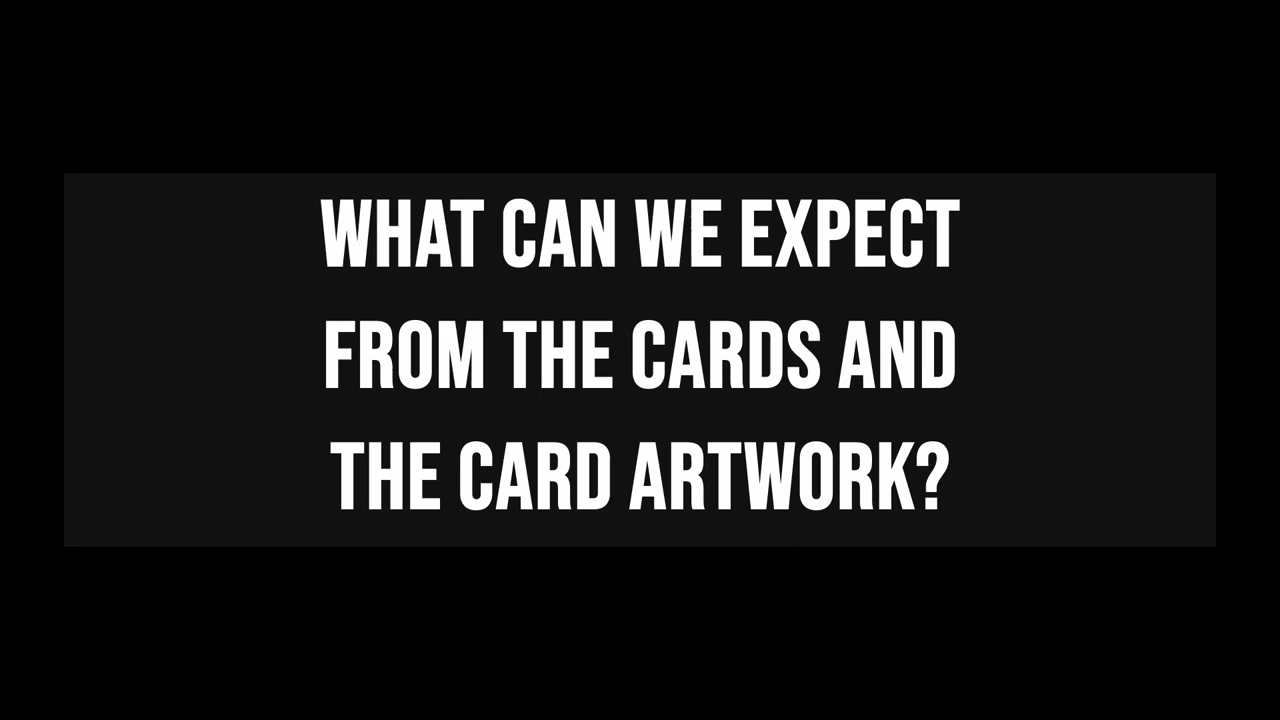 WHAT CAN WE EXPECT
FROM THE CARDS AND
THE CARD ARTWORK?